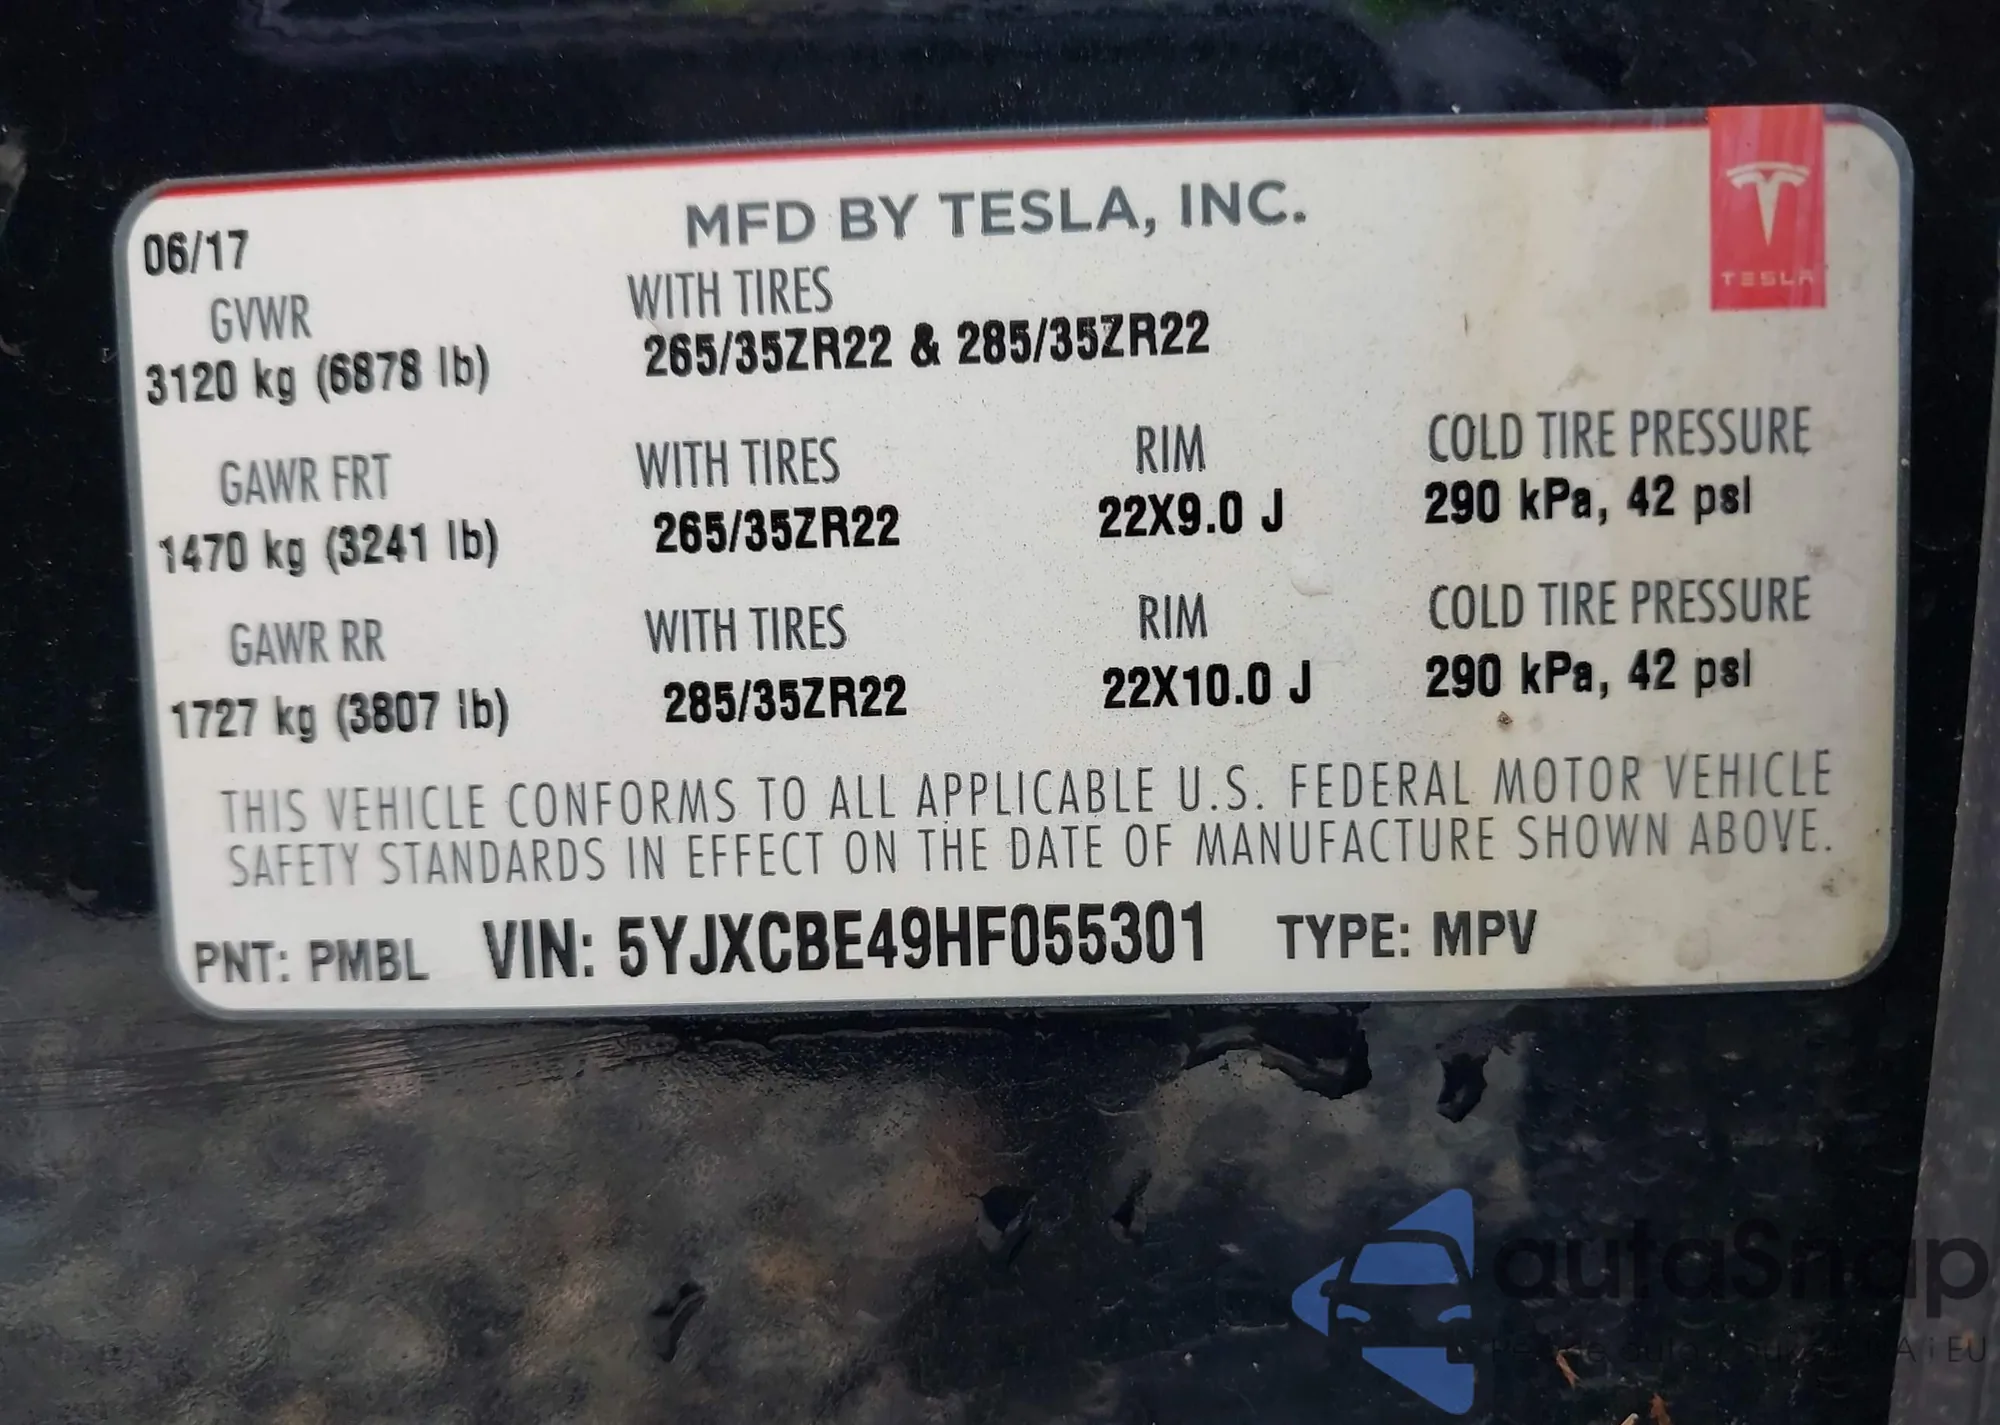 MFD BY TESLA, INC.
TESLA
06/17
GVWR WITH TIRES
3120 kg (6878 lb) 265/35ZR22 & 285/35ZR22
GAWR FRT WITH TIRES RIM COLD TIRE PRESSURE
1470 kg (3241 lb) 265/35ZR22 22X9.0 J 290 kPa, 42 psi
GAWR RR WITH TIRES RIM COLD TIRE PRESSURE
1727 kg (3807 lb) 285/35ZR22 22X10.0 J 290 kPa, 42 psi
THIS VEHICLE CONFORMS TO ALL APPLICABLE U.S. FEDERAL MOTOR VEHICLE
SAFETY STANDARDS IN EFFECT ON THE DATE OF MANUFACTURE SHOWN ABOVE.
PNT: PMBL VIN: 5YJXCBE49HF055301 TYPE: MPV
autaSnap
i EU